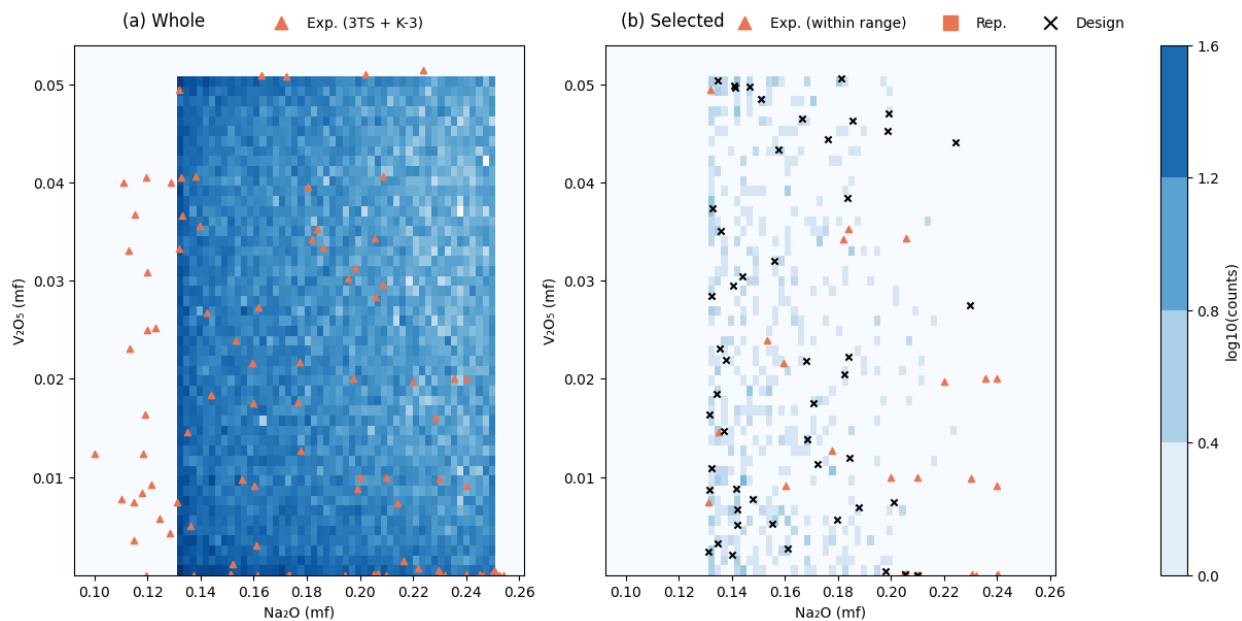 (a) Whole
Exp. (3TS + K-3)
(b) Selected
Exp. (within range)
Rep.
Design
0.05
0.04
0.03
0.02
0.01
V₂O₅ (mf)
0.10 0.12 0.14 0.16 0.18 0.20 0.22 0.24 0.26
Na₂O (mf)
0.05
0.04
0.03
0.02
0.01
V₂O₅ (mf)
0.10 0.12 0.14 0.16 0.18 0.20 0.22 0.24 0.26
Na₂O (mf)
1.6
1.2
0.8
0.4
0.0
log10(counts)